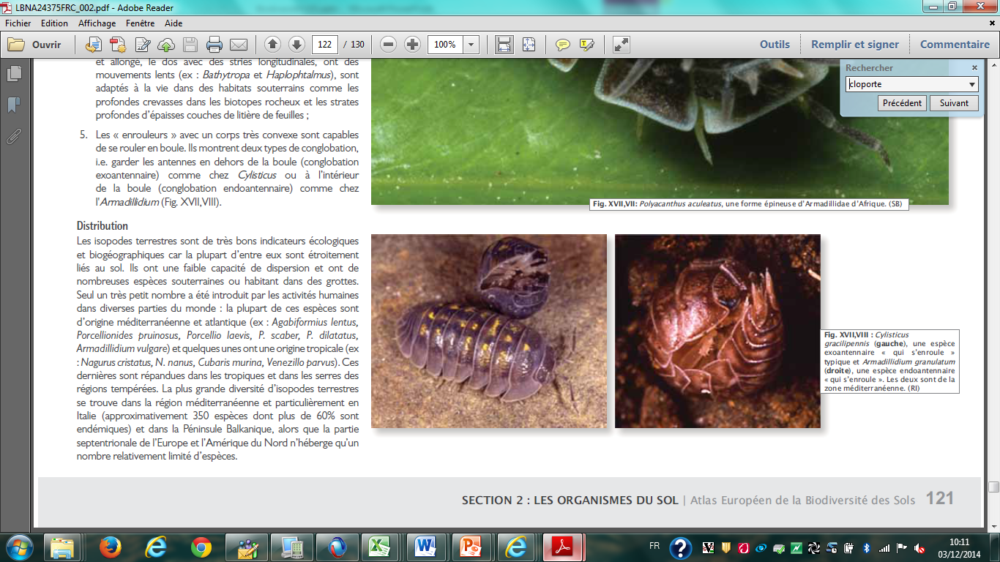 LBNA24375FRC_002.pdf - Adobe Reader
Fichier Edition Affichage Fenêtre Aide
Ouvrir 122 / 130 100% Outils Remplir et signer Commentaire
Rechercher
cloporte
Précédent Suivant
et allongé, le dos avec des stries longitudinales, ont des
mouvements lents (ex : Bathytropa et Haplophtalmus), sont
adaptés à la vie dans des habitats souterrains comme les
profondes crevasses dans les biotopes rocheux et les strates
profondes d'épaisses couches de litière de feuilles ;
5. Les « enrouleurs » avec un corps très convexe sont capables
de se rouler en boule. Ils montrent deux types de conglobation,
i.e. garder les antennes en dehors de la boule (conglobation
exoantennaire) comme chez Cylisticus ou à l'intérieur
de la boule (conglobation endoantennaire) comme chez
l'Armadillidium (Fig. XVII,VIII).
Distribution
Les isopodes terrestres sont de très bons indicateurs écologiques
et biogéographiques car la plupart d'entre eux sont étroitement
liés au sol. Ils ont une faible capacité de dispersion et ont de
nombreuses espèces souterraines ou habitant dans des grottes.
Seul un très petit nombre a été introduit par les activités humaines
dans diverses parties du monde : la plupart de ces espèces sont
d'origine méditerranéenne et atlantique (ex : Agabiformius lentus,
Porcellionides pruinosus, Porcellio laevis, P. scaber, P. dilatatus,
Armadillidium vulgare) et quelques unes ont une origine tropicale (ex
: Nagurus cristatus, N. nanus, Cubaris murina, Venezillo parvus). Ces
dernières sont répandues dans les tropiques et dans les serres des
régions tempérées. La plus grande diversité d'isopodes terrestres
se trouve dans la région méditerranéenne et particulièrement en
Italie (approximativement 350 espèces dont plus de 60% sont
endémiques) et dans la Péninsule Balkanique, alors que la partie
septentrionale de l'Europe et l'Amérique du Nord n'héberge qu'un
nombre relativement limité d'espèces.
Fig. XVII,VII: Polyacanthus aculeatus, une forme épineuse d'Armadillidae d'Afrique. (SB)
Fig. XVII,VIII : Cylisticus
gracilipennis (gauche), une espèce
exoantennaire « qui s'enroule »
typique et Armadillidium granulatum
(droite), une espèce endoantennaire
« qui s'enroule ». Les deux sont de la
zone méditerranéenne. (RI)
SECTION 2 : LES ORGANISMES DU SOL | Atlas Européen de la Biodiversité des Sols 121
FR 10:11
03/12/2014